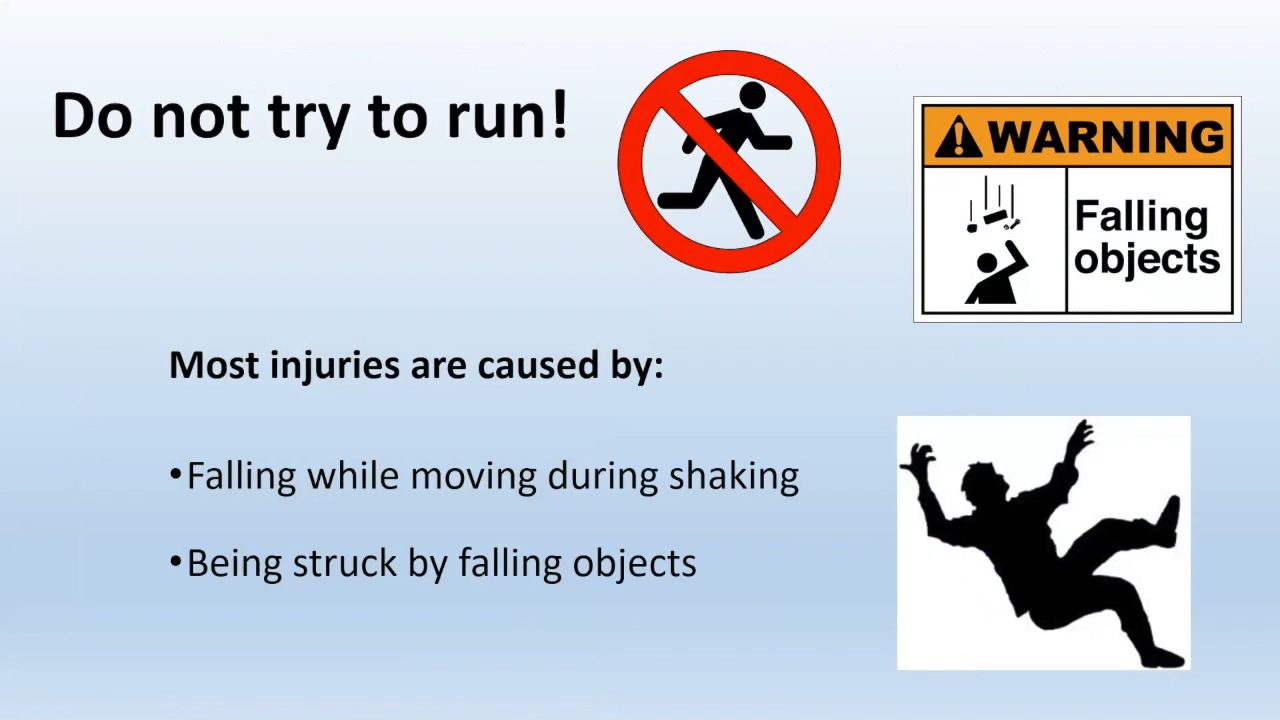 Do not try to run!
WARNING
Falling
objects
Most injuries are caused by:
•Falling while moving during shaking
•Being struck by falling objects